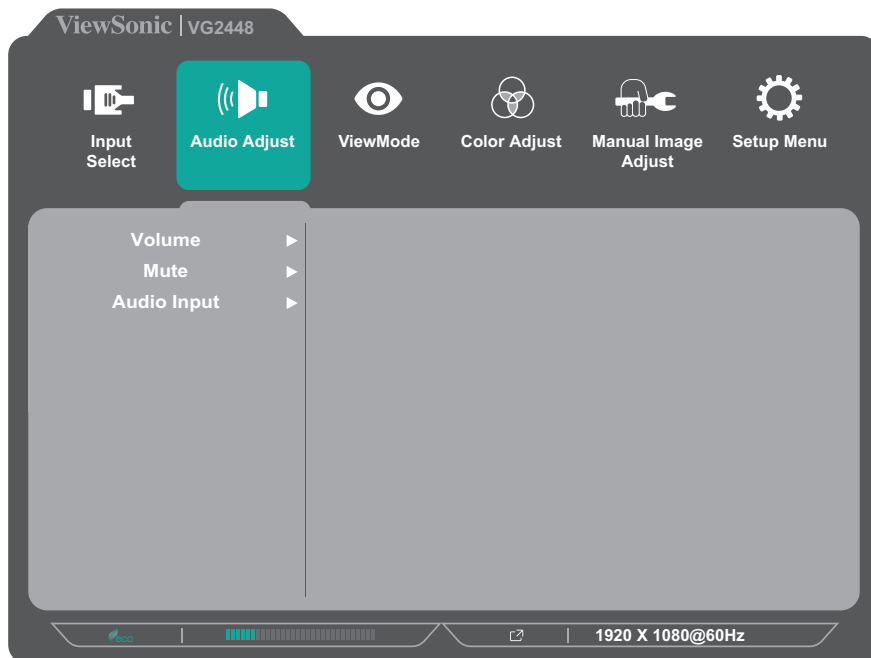 ViewSonic | VG2448
Input
Select
Audio Adjust
ViewMode
Color Adjust
Manual Image
Adjust
Setup Menu
Volume
Mute
Audio Input
eco
1920 X 1080@60Hz